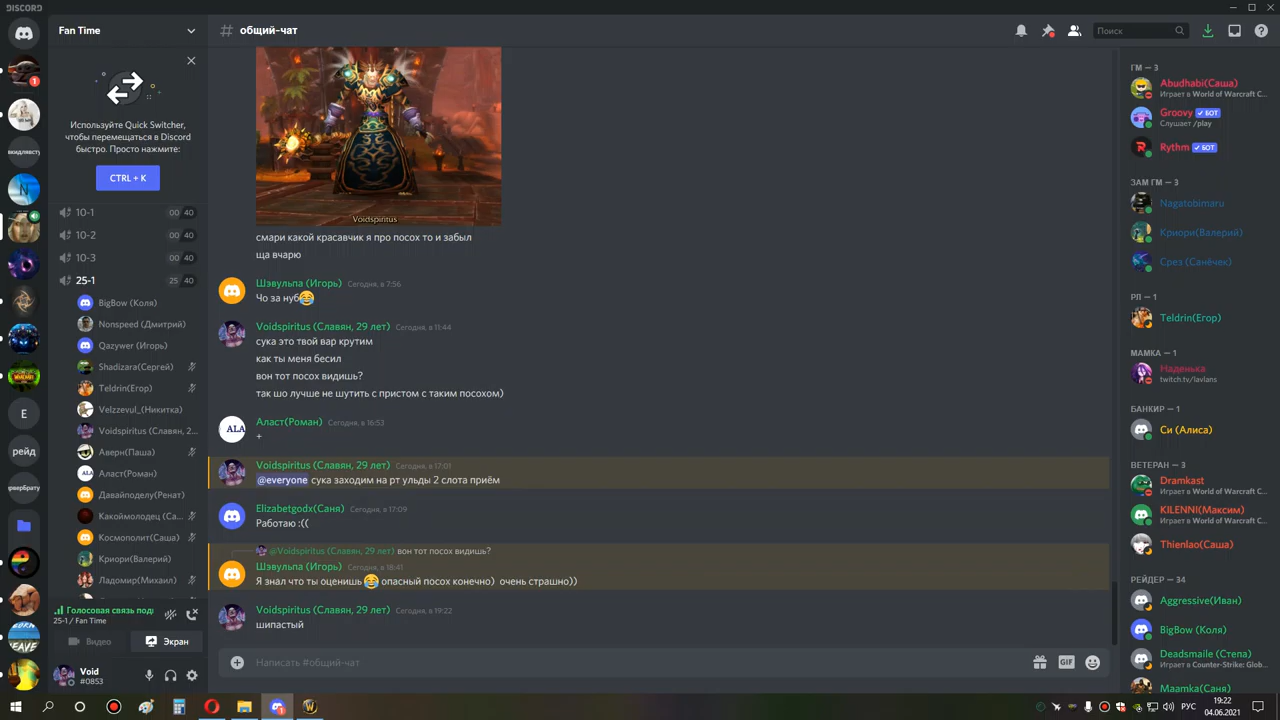 DISCORD
Fan Time
общий-чат
Поиск
Используйте Quick Switcher,
чтобы перемещаться в Discord
быстро. Просто нажмите:
CTRL + K
10-1
00 40
10-2
00 40
10-3
00 40
25-1
25 40
BigBow (Коля)
Nonspeed (Дмитрий)
Qazywer (Игорь)
Shadizara(Сергей)
Teldrin(Егор)
Velzzevul_(Никитка)
Voidspiritus (Славян, 2...
Аверн(Паша)
Аласт(Роман)
Давайподелу(Ренат)
Какоймолодец (Са...
Космополит(Саша)
Криори(Валерий)
Ладомир(Михаил)
Голосовая связь подк
25-1 / Fan Time
Видео
Экран
Void
#0853
1
вкидлявсту
E
рейд
Voidspiritus
смари какой красавчик я про посох то и забыл
ща вчарю
Шэвульпа (Игорь) Сегодня, в 7:56
Чо за нуб😂
Voidspiritus (Славян, 29 лет) Сегодня, в 11:44
сука это твой вар крутим
как ты меня бесил
вон тот посох видишь?
так шо лучше не шутить с пристом с таким посохом)
ALA
Аласт(Роман) Сегодня, в 16:53
+
Voidspiritus (Славян, 29 лет) Сегодня, в 17:01
@everyone сука заходим на рт ульды 2 слота приём
Elizabetgodx(Саня) Сегодня, в 17:09
Работаю :((
@Voidspiritus (Славян, 29 лет) вон тот посох видишь?
Шэвульпа (Игорь) Сегодня, в 18:41
Я знал что ты оценишь 😂 опасный посох конечно) очень страшно))
Voidspiritus (Славян, 29 лет) Сегодня, в 19:22
шипастый
Написать #общий-чат
GIF
ГМ — 3
Abudhabi(Саша)
Играет в World of Warcraft C...
Groovy ✓ БОТ
Слушает /play
Rythm ✓ БОТ
ЗАМ ГМ — 3
Nagatobimaru
Криори(Валерий)
Срез (Санёчек)
РЛ — 1
Teldrin(Егор)
МАМКА — 1
Наденька
twitch.tv/lavlans
БАНКИР — 1
Си (Алиса)
ВЕТЕРАН — 3
Dramkast
Играет в World of Warcraft C...
KILENNI(Максим)
Играет в World of Warcraft C...
Thienlao(Саша)
РЕЙДЕР — 34
Aggressive(Иван)
BigBow (Коля)
Deadsmaile (Степа)
Играет в Counter-Strike: Glob...
Maamka(Саня)
РУС
19:22
04.06.2021